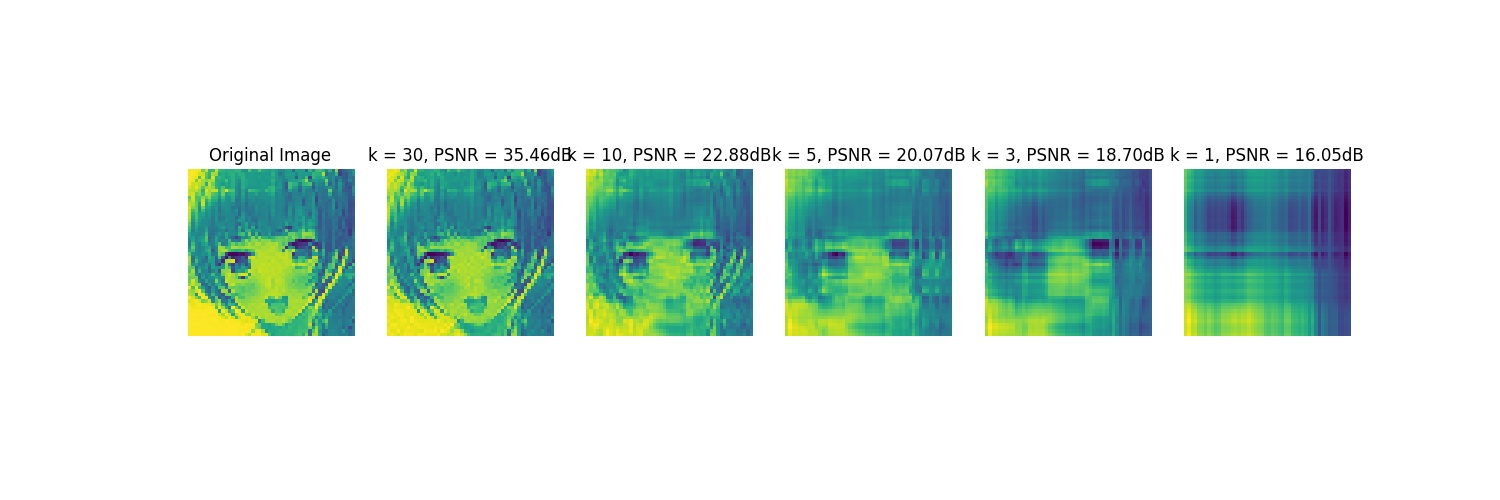 Original Image
k = 30, PSNR = 35.46dB
k = 10, PSNR = 22.88dB
k = 5, PSNR = 20.07dB
k = 3, PSNR = 18.70dB
k = 1, PSNR = 16.05dB